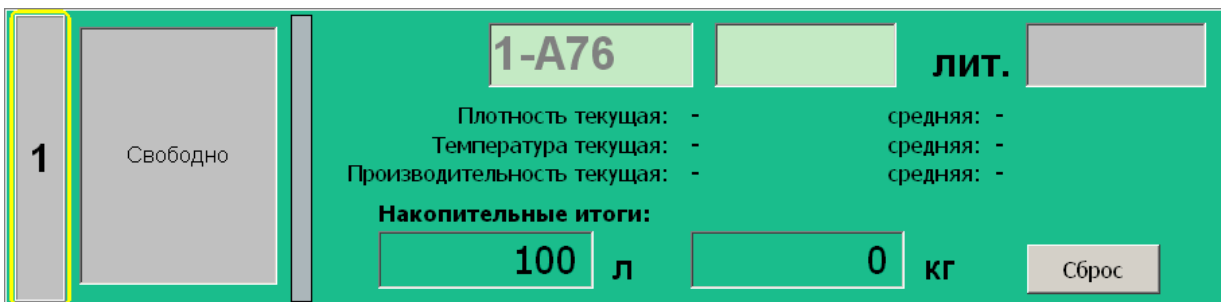 1-А76 лит.
Плотность текущая: - средняя: -
Температура текущая: - средняя: -
1 Свободно
Производительность текущая: - средняя: -
Накопительные итоги:
100 л 0 кг Сброс